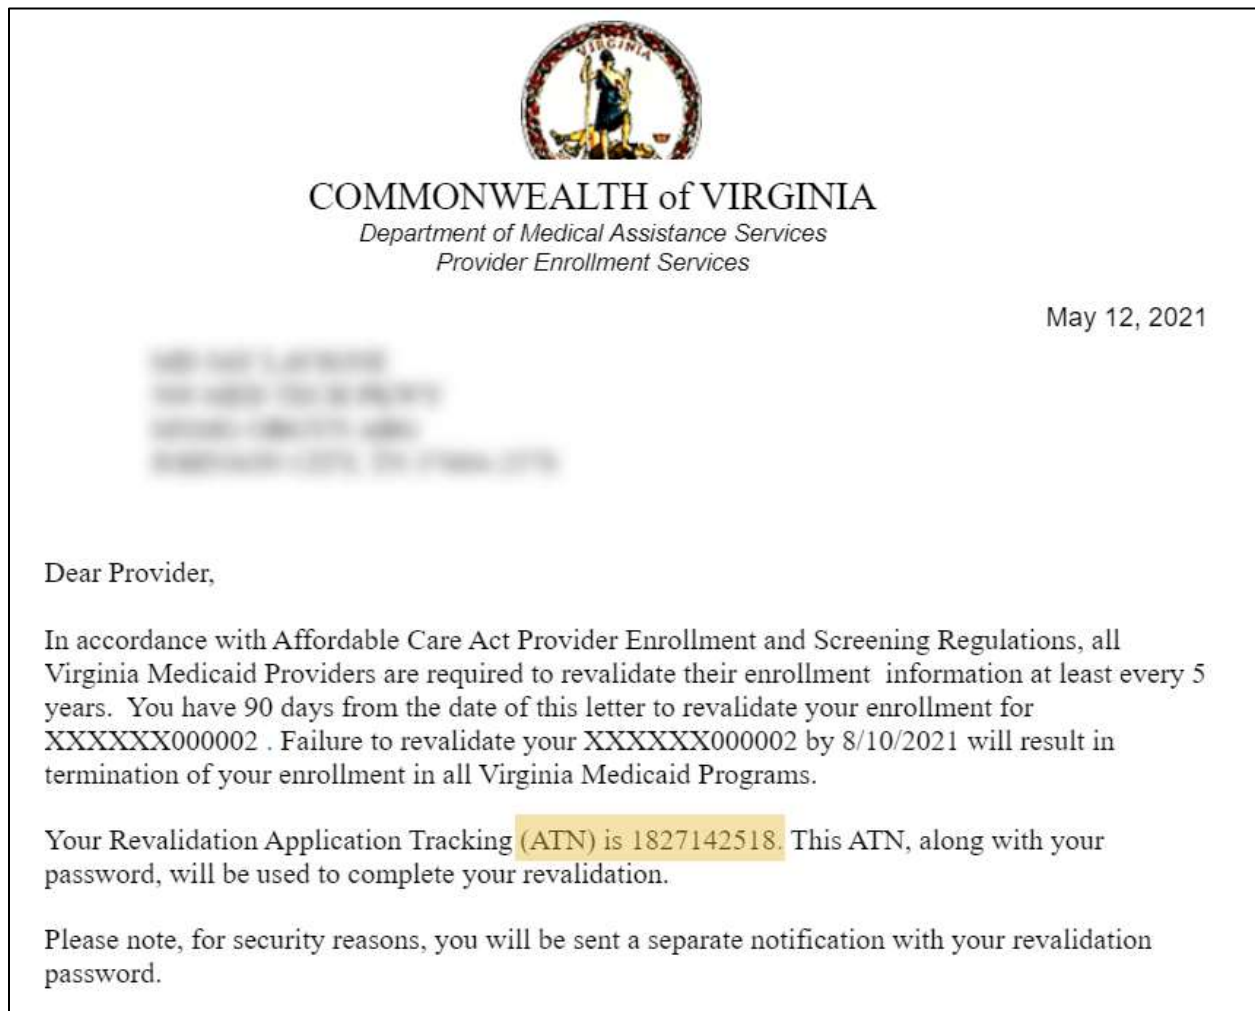 VIRGINIA
COMMONWEALTH of VIRGINIA
Department of Medical Assistance Services
Provider Enrollment Services
May 12, 2021
Dear Provider,
In accordance with Affordable Care Act Provider Enrollment and Screening Regulations, all
Virginia Medicaid Providers are required to revalidate their enrollment  information at least every 5
years.  You have 90 days from the date of this letter to revalidate your enrollment for
XXXXXX000002 . Failure to revalidate your XXXXXX000002 by 8/10/2021 will result in
termination of your enrollment in all Virginia Medicaid Programs.
Your Revalidation Application Tracking (ATN) is 1827142518. This ATN, along with your
password, will be used to complete your revalidation.
Please note, for security reasons, you will be sent a separate notification with your revalidation
password.